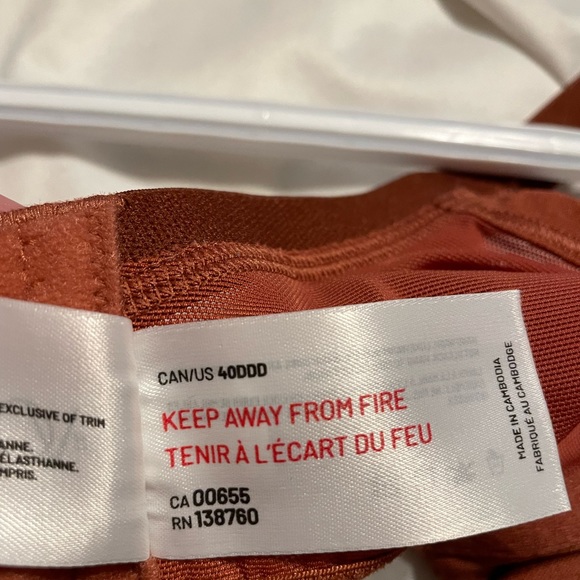 EXCLUSIVE OF TRIM
ANNE.
ÉLASTHANNE.
MPRIS.
CAN/US 40DDD
KEEP AWAY FROM FIRE
TENIR À L'ÉCART DU FEU
CA 00655
RN 138760
MADE IN CAMBODIA
FABRIQUÉ AU CAMBODGE